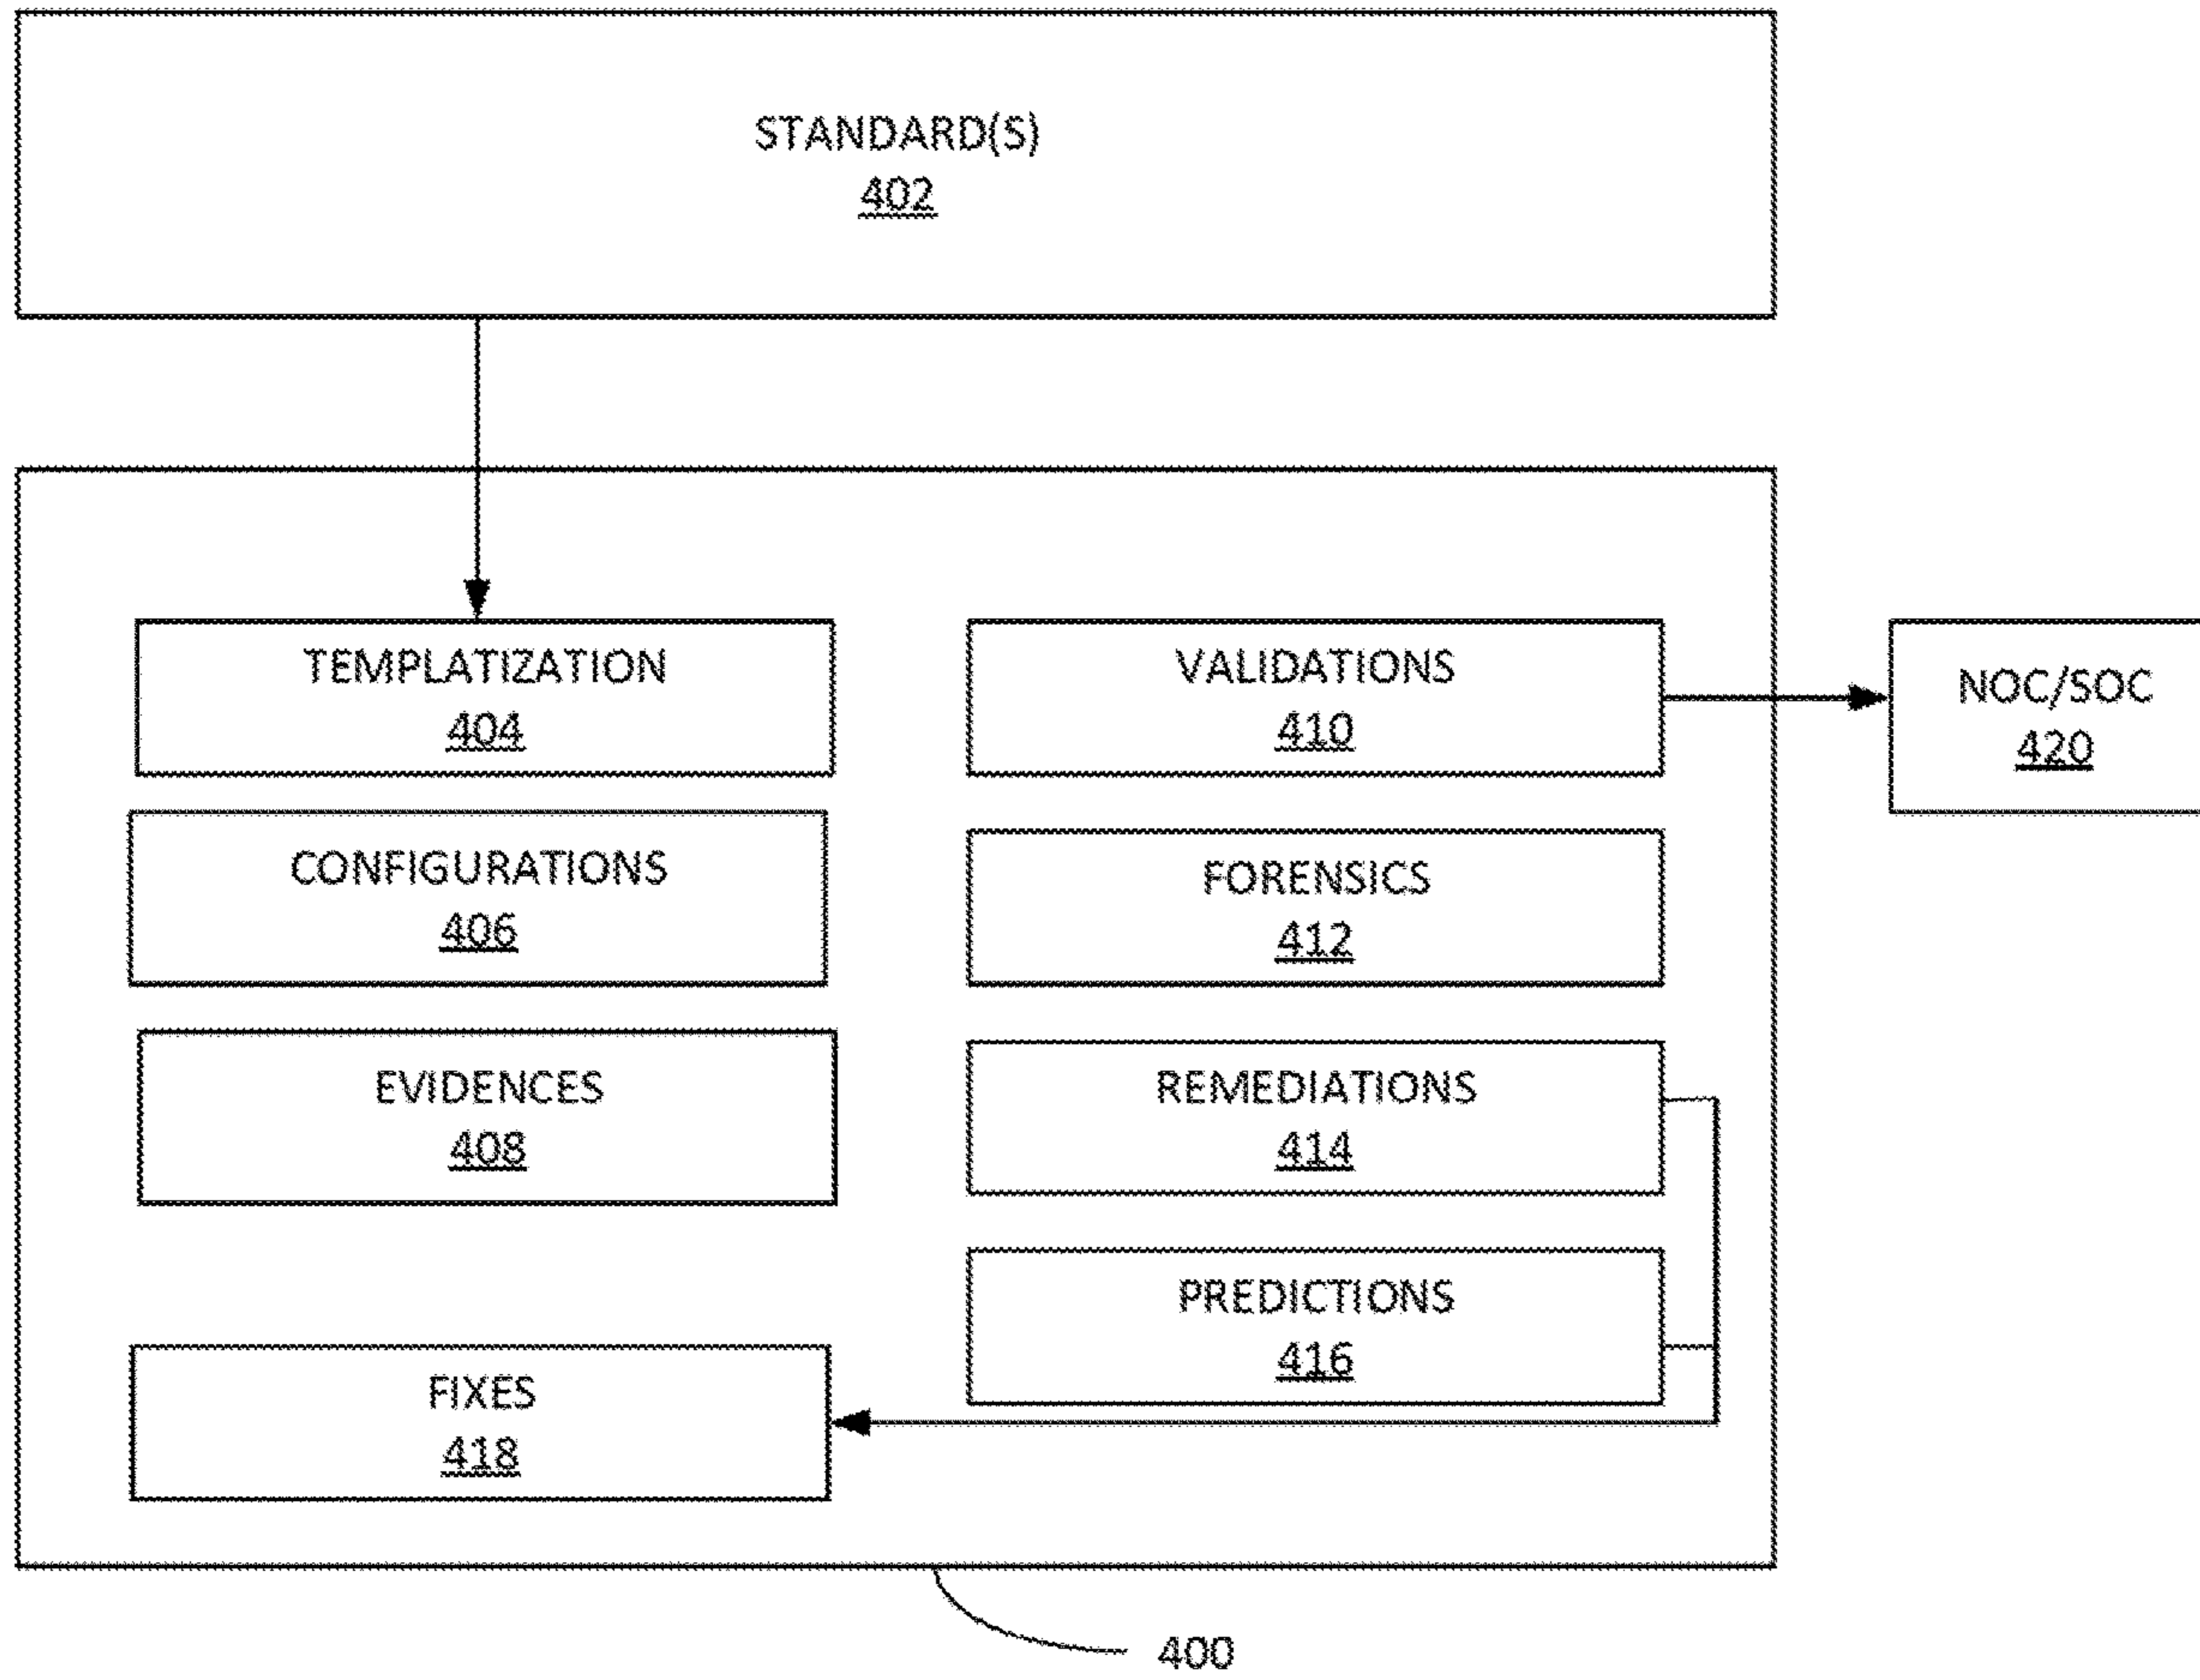 STANDARD(S)
402
TEMPLATIZATION
404
CONFIGURATIONS
406
EVIDENCES
408
FIXES
418
VALIDATIONS
410
FORENSICS
412
REMEDIATIONS
414
PREDICTIONS
416
NOC/SOC
420
400